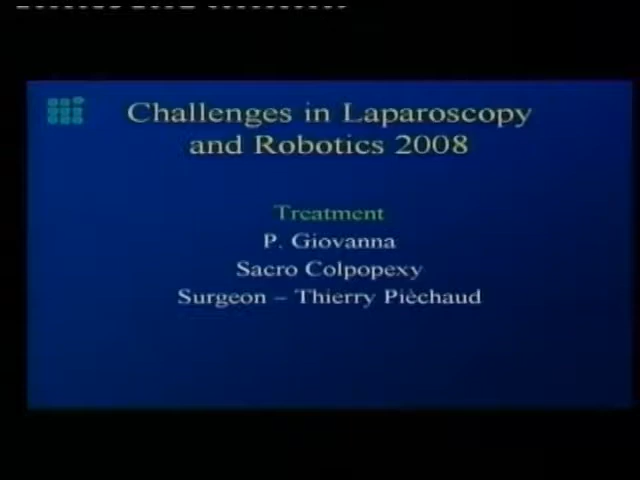 Challenges in Laparoscopy
and Robotics 2008
Treatment
P. Giovanna
Sacro Colpopexy
Surgeon – Thierry Pièchaud